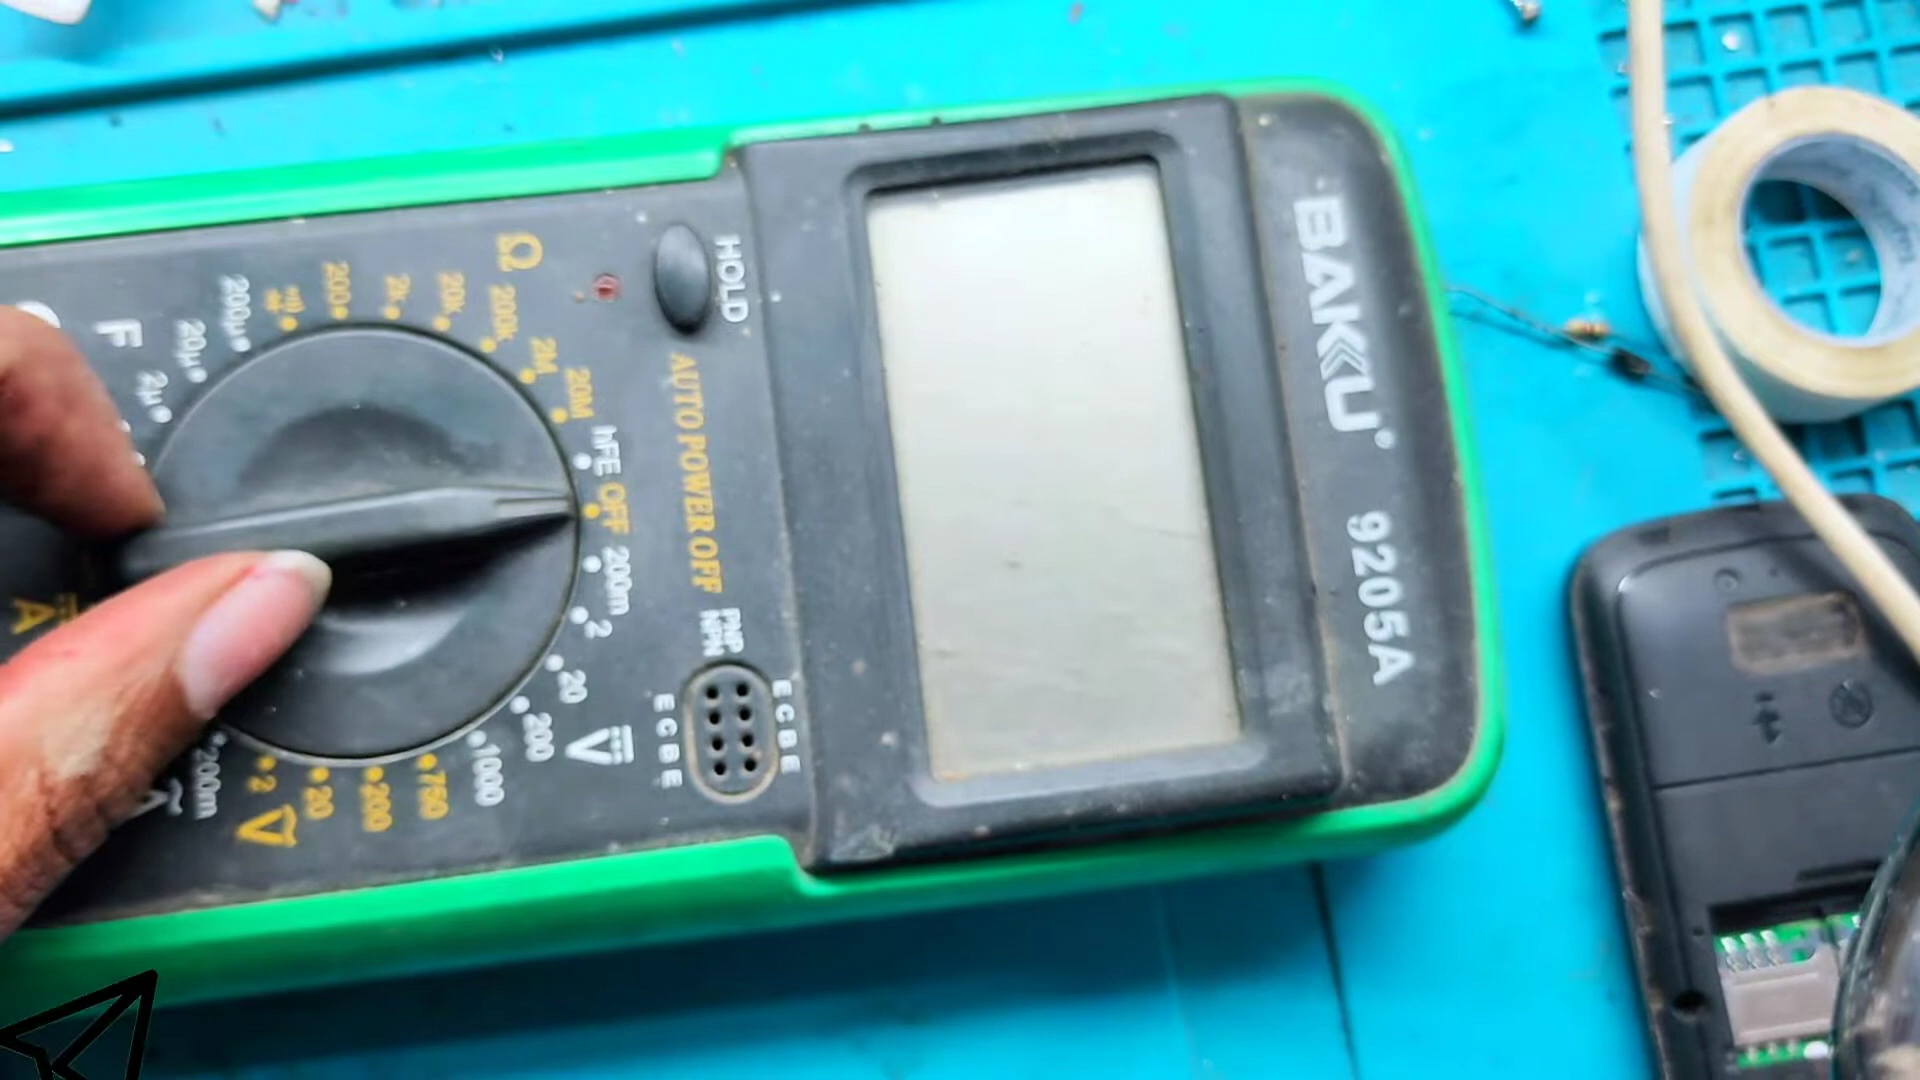 BAKKU® 9205A
HOLD
AUTO POWER OFF
Ω
200
2k
20k
200k
2M
20M
hFE
OFF
200m
2
20
200
1000
V
750
200
20
2
V
200m
A
A
F
200µ
20µ
2µ
PNP
NPN
E C B E
E C B E